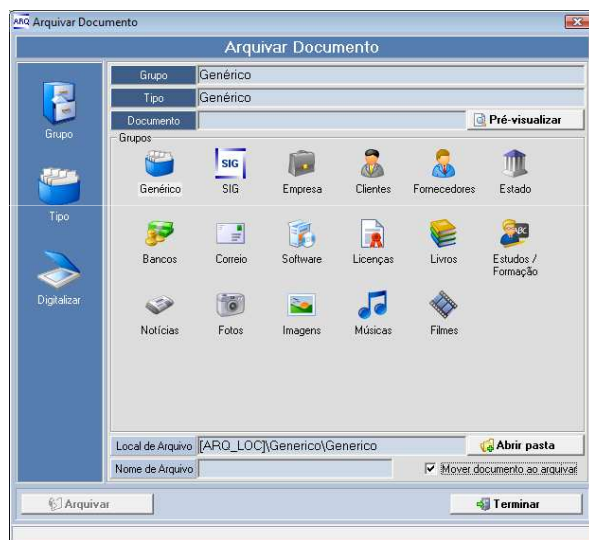 ARQ Arquivar Documento
Arquivar Documento
Grupo
Tipo
Digitalizar
Grupo Genérico
Tipo Genérico
Documento Pré-visualizar
Grupos
SIG
Genérico SIG Empresa Clientes Fornecedores Estado
ABC
Bancos Correio Software Licenças Livros Estudos /
Formação
Notícias Fotos Imagens Músicas Filmes
Local de Arquivo [ARQ_LOC]\Generico\Generico Abrir pasta
Nome de Arquivo Mover documento ao arquivar
Arquivar Terminar